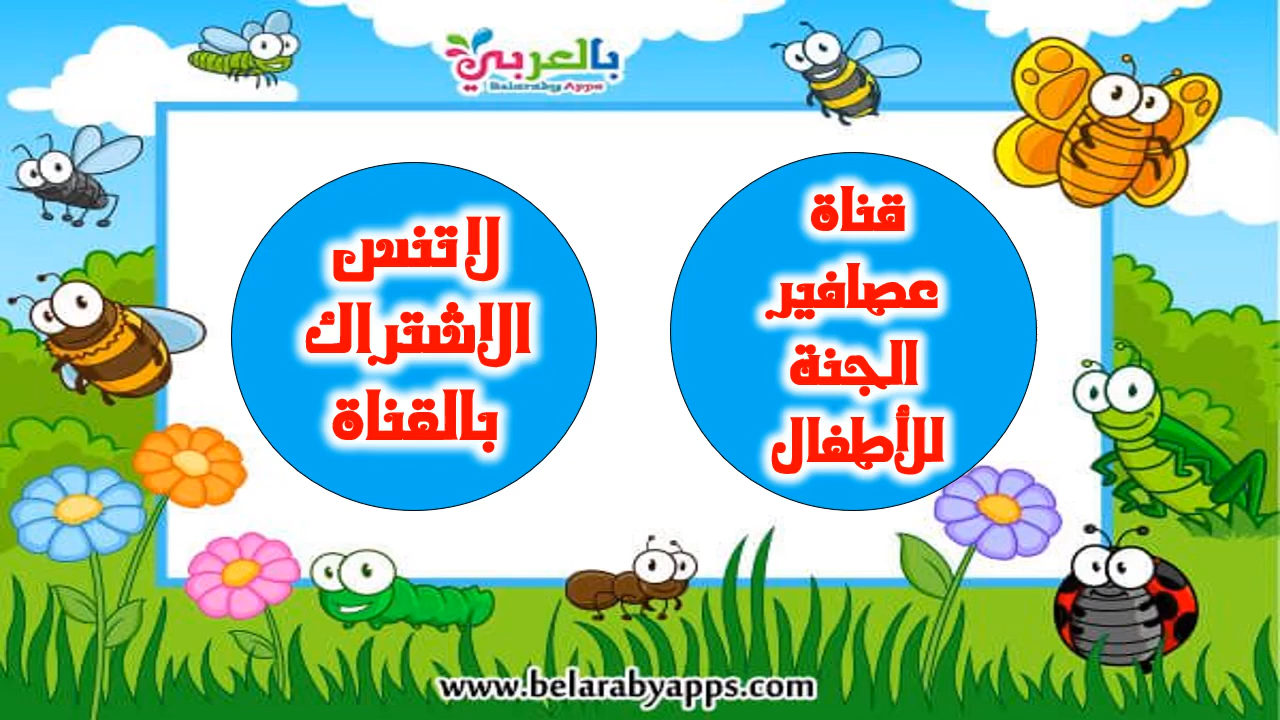 بالعربي
Belaraby Apps
قناة
عصافير
الجنة
للأطفال
لا تنس
الاشتراك
بالقناة
www.belarabyapps.com